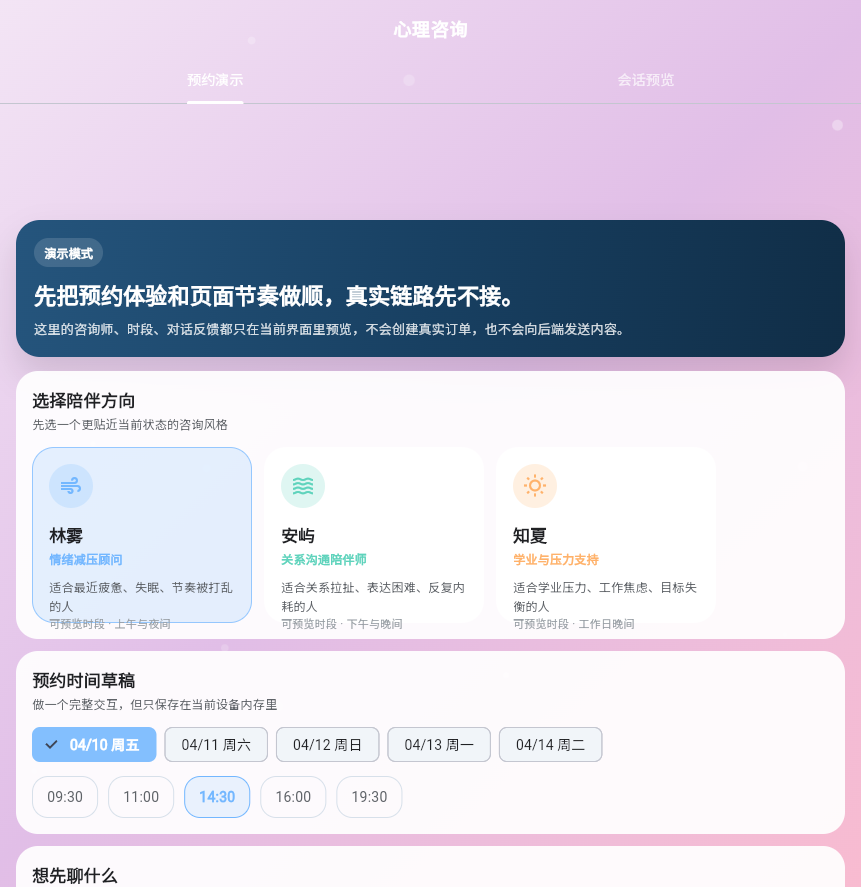 心理咨询
预约演示
会话预览
演示模式
先把预约体验和页面节奏做顺，真实链路先不接。
这里的咨询师、时段、对话反馈都只在当前界面里预览，不会创建真实订单，也不会向后端发送内容。
选择陪伴方向
先选一个更贴近当前状态的咨询风格
林雾
情绪减压顾问
适合最近疲惫、失眠、节奏被打乱
的人
可预览时段 · 上午与夜间
安屿
关系沟通陪伴师
适合关系拉扯、表达困难、反复内
耗的人
可预览时段 · 下午与晚间
知夏
学业与压力支持
适合学业压力、工作焦虑、目标失
衡的人
可预览时段 · 工作日晚间
预约时间草稿
做一个完整交互，但只保存在当前设备内存里
04/10 周五
04/11 周六
04/12 周日
04/13 周一
04/14 周二
09:30
11:00
14:30
16:00
19:30
想先聊什么